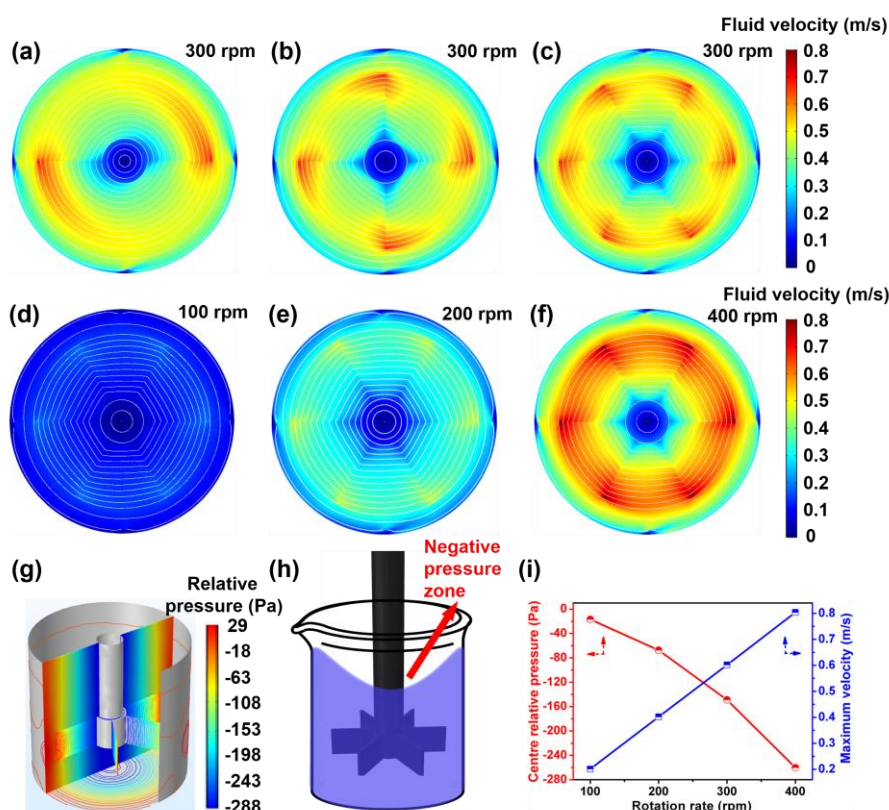 Fluid velocity (m/s)
(a) 300 rpm (b) 300 rpm (c) 300 rpm
0.8
0.7
0.6
0.5
0.4
0.3
0.2
0.1
0
Fluid velocity (m/s)
(d) 100 rpm (e) 200 rpm (f) 400 rpm
0.8
0.7
0.6
0.5
0.4
0.3
0.2
0.1
0
(g)
Relative
pressure (Pa)
29
-18
-63
-108
-153
-198
-243
-288
(h)
Negative
pressure
zone
(i)
Centre relative pressure (Pa)
0
-40
-80
-120
-160
-200
-240
-280
100 200 300 400
Rotation rate (rpm)
0.8
0.7
0.6
0.5
0.4
0.3
0.2
Maximum velocity (m/s)